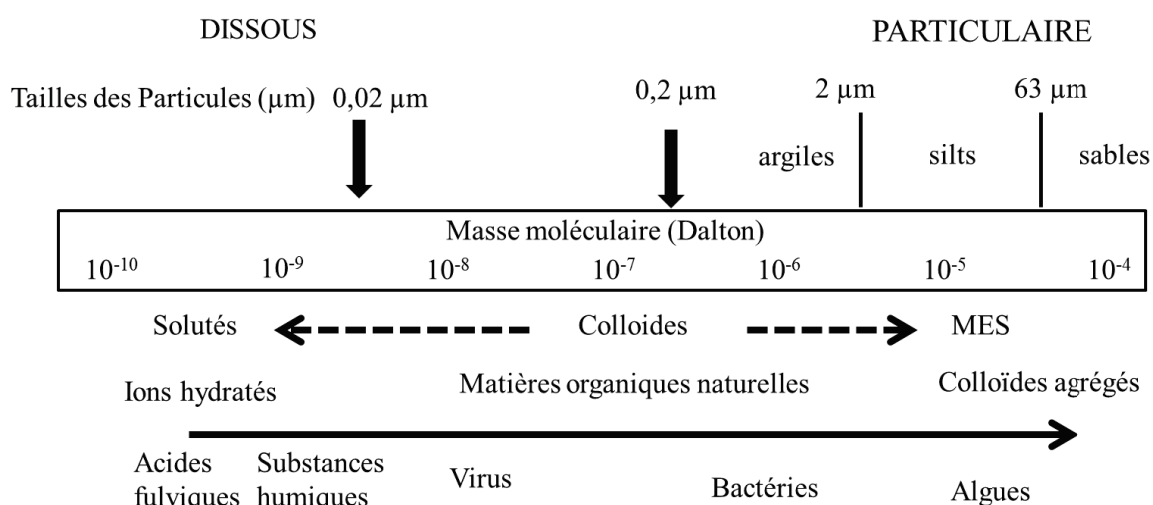 DISSOUS PARTICULAIRE
Tailles des Particules (µm) 0,02 µm 0,2 µm 2 µm 63 µm
argiles silts sables
Masse moléculaire (Dalton)
10⁻¹⁰ 10⁻⁹ 10⁻⁸ 10⁻⁷ 10⁻⁶ 10⁻⁵ 10⁻⁴
Solutés Colloides MES
Ions hydratés Matières organiques naturelles Colloïdes agrégés
Acides Substances Virus Bactéries Algues
fulviques humiques